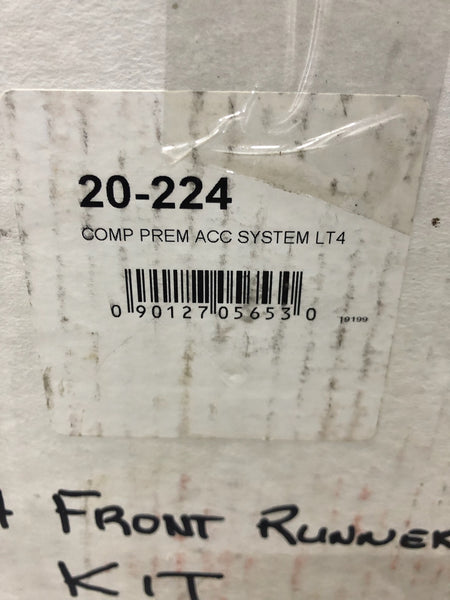 20-224
COMP PREM ACC SYSTEM LT4
0 90127 05653 0
19199
FRONT RUNNER
KIT